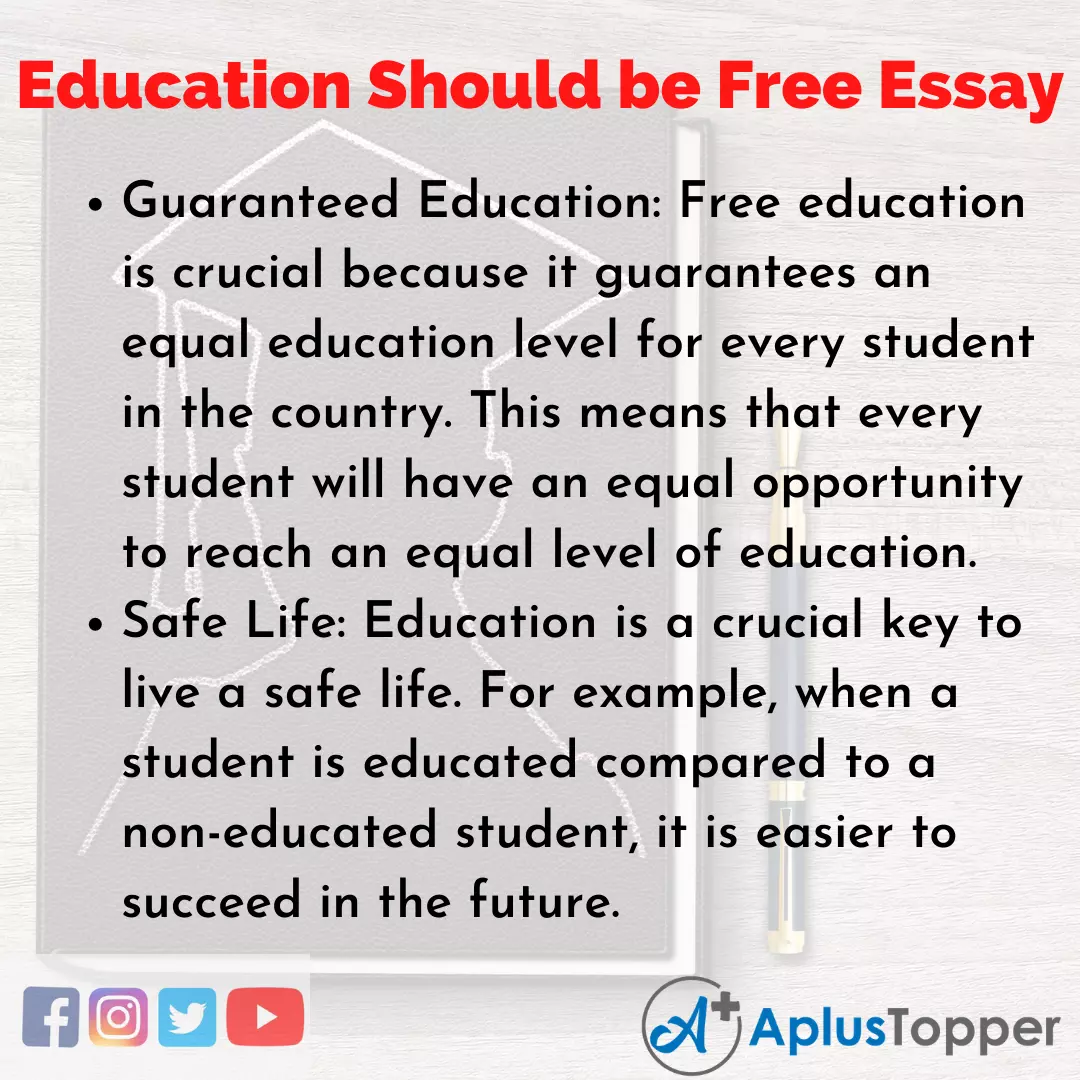 Education Should be Free Essay
• Guaranteed Education: Free education
is crucial because it guarantees an
equal education level for every student
in the country. This means that every
student will have an equal opportunity
to reach an equal level of education.
• Safe Life: Education is a crucial key to
live a safe life. For example, when a
student is educated compared to a
non-educated student, it is easier to
succeed in the future.
A+ AplusTopper